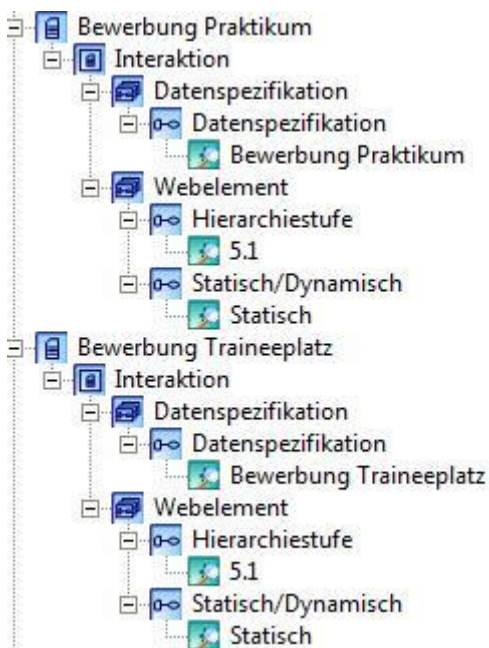 Bewerbung Praktikum
Interaktion
Datenspezifikation
Datenspezifikation
Bewerbung Praktikum
Webelement
Hierarchiestufe
5.1
Statisch/Dynamisch
Statisch
Bewerbung Traineeplatz
Interaktion
Datenspezifikation
Datenspezifikation
Bewerbung Traineeplatz
Webelement
Hierarchiestufe
5.1
Statisch/Dynamisch
Statisch